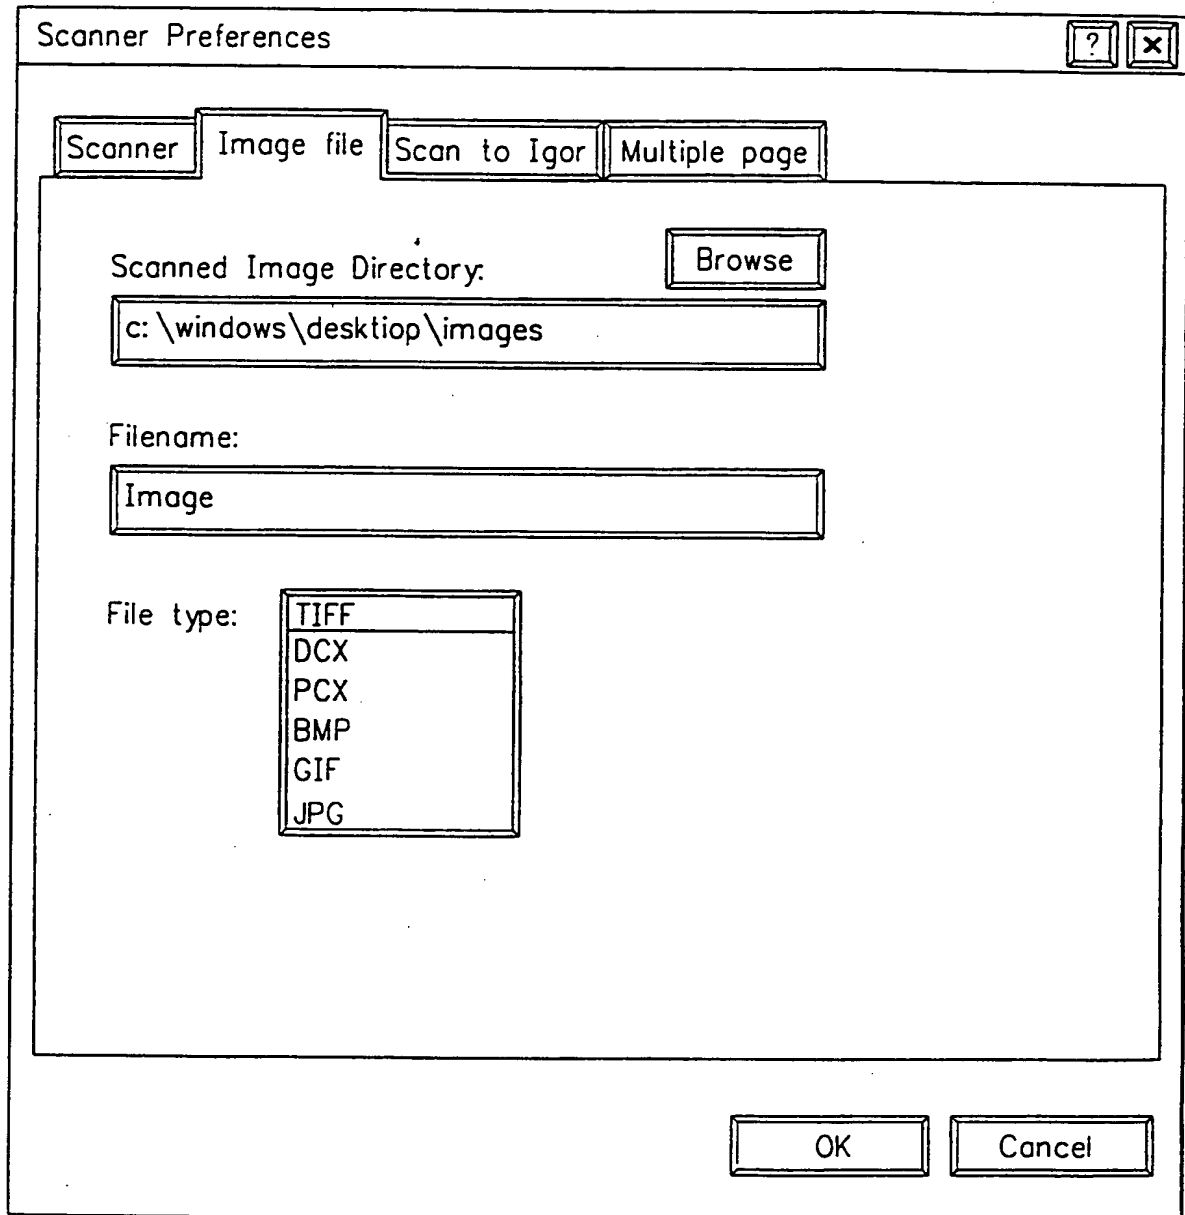 Scanner Preferences ? ×
Scanner Image file Scan to Igor Multiple page
Scanned Image Directory: Browse
c:\windows\desktiop\images
Filename:
Image
File type: TIFF
DCX
PCX
BMP
GIF
JPG
OK Cancel